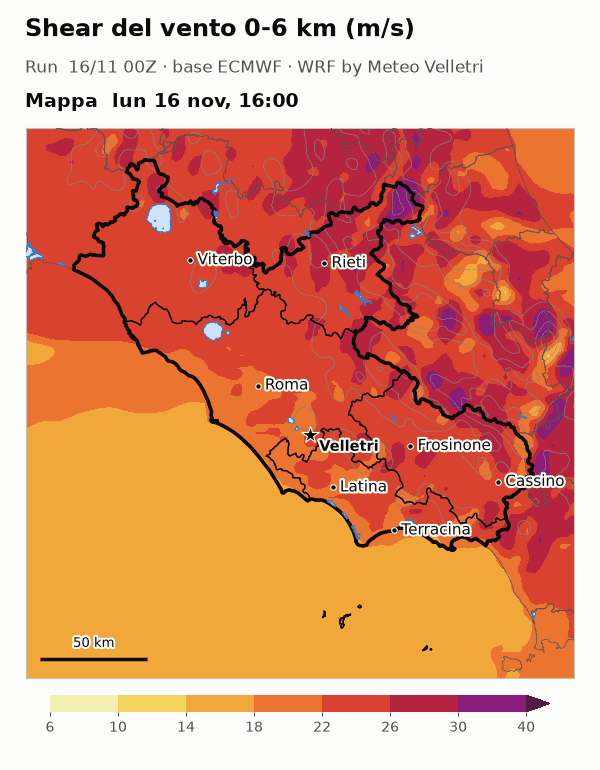 Shear del vento 0-6 km (m/s)
Run  16/11 00Z · base ECMWF · WRF by Meteo Velletri
Mappa  lun 16 nov, 16:00
Viterbo
Rieti
Roma
Velletri
Frosinone
Cassino
Latina
Terracina
50 km
6 10 14 18 22 26 30 40